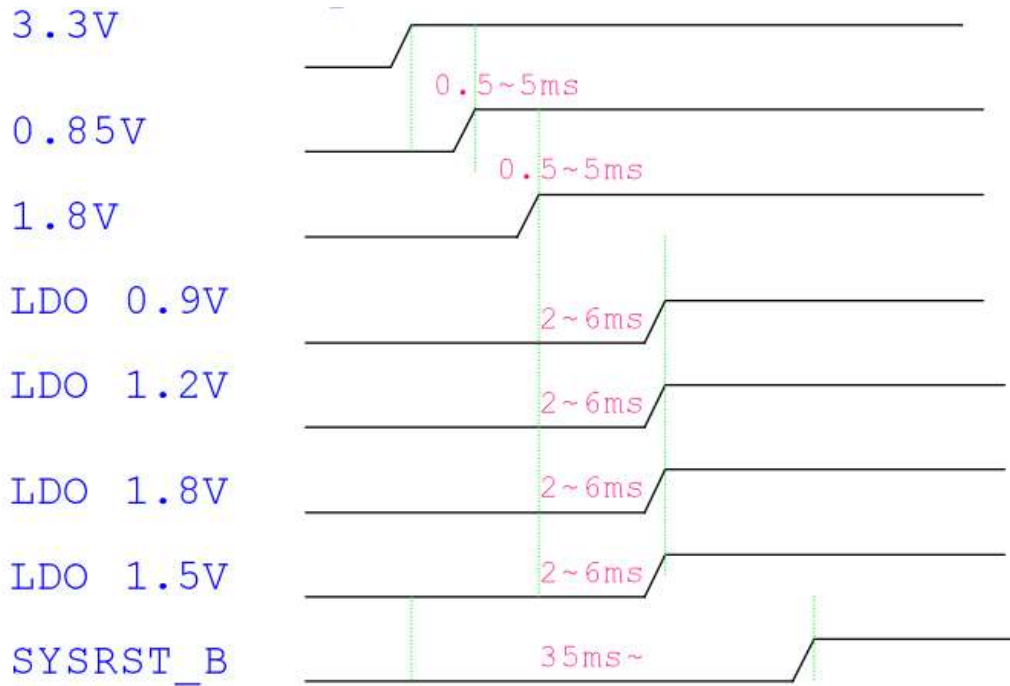 3.3V
0.5~5ms
0.85V
0.5~5ms
1.8V
LDO 0.9V
2~6ms
LDO 1.2V
2~6ms
LDO 1.8V
2~6ms
LDO 1.5V
2~6ms
SYSRST_B
35ms~